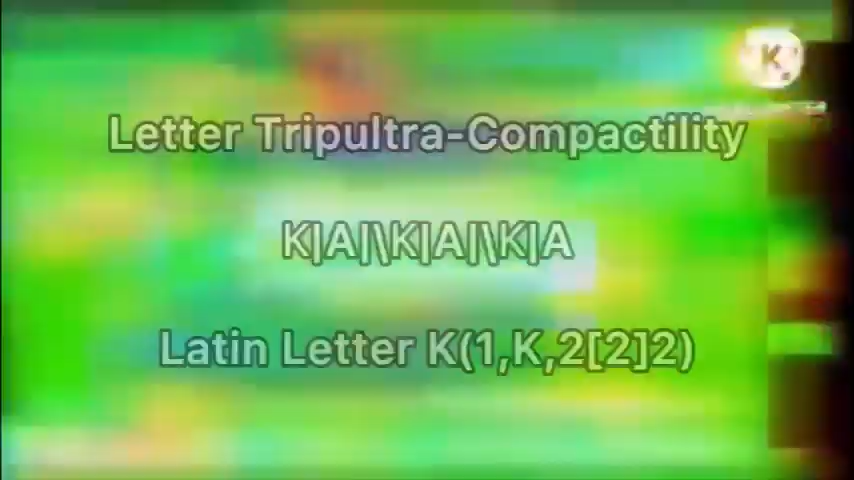 K
Letter Tripultra-Compactility
K|A|\K|A|\K|A
Latin Letter K(1,K,2[2]2)